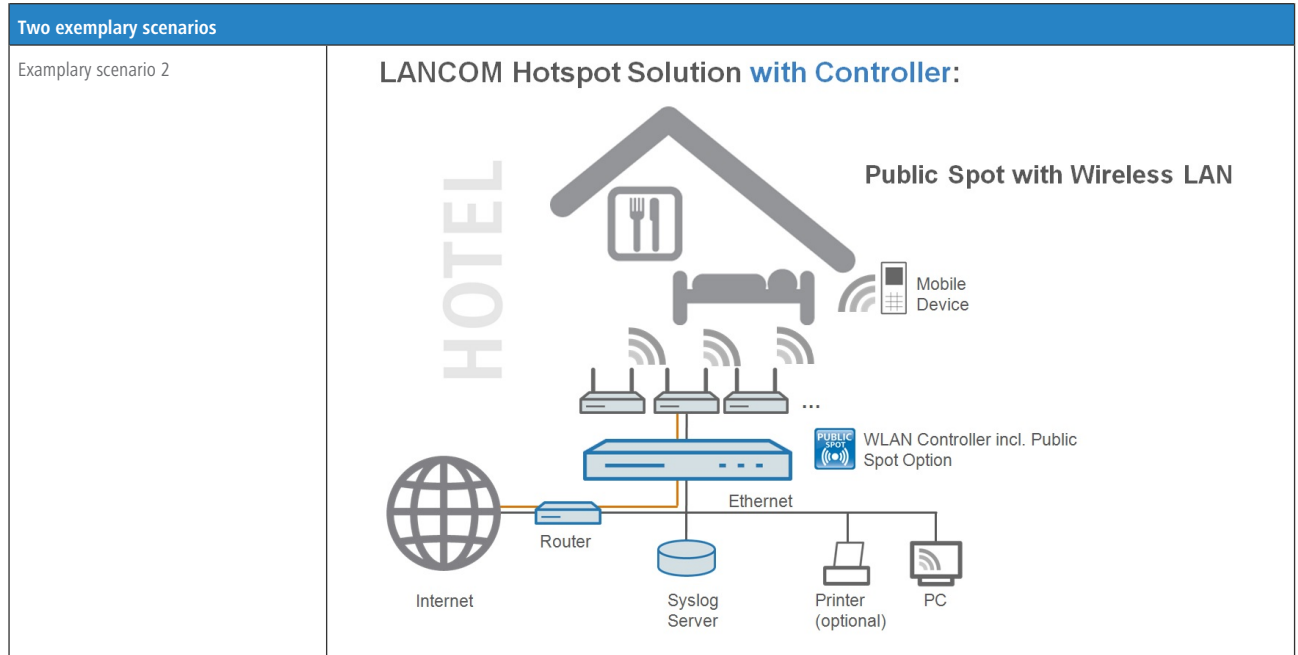 Two exemplary scenarios
Examplary scenario 2
LANCOM Hotspot Solution with Controller:
HOTEL
Public Spot with Wireless LAN
Mobile
Device
...
PUBLIC
SPOT
WLAN Controller incl. Public
Spot Option
Ethernet
Router
Internet
Syslog
Server
Printer
(optional)
PC